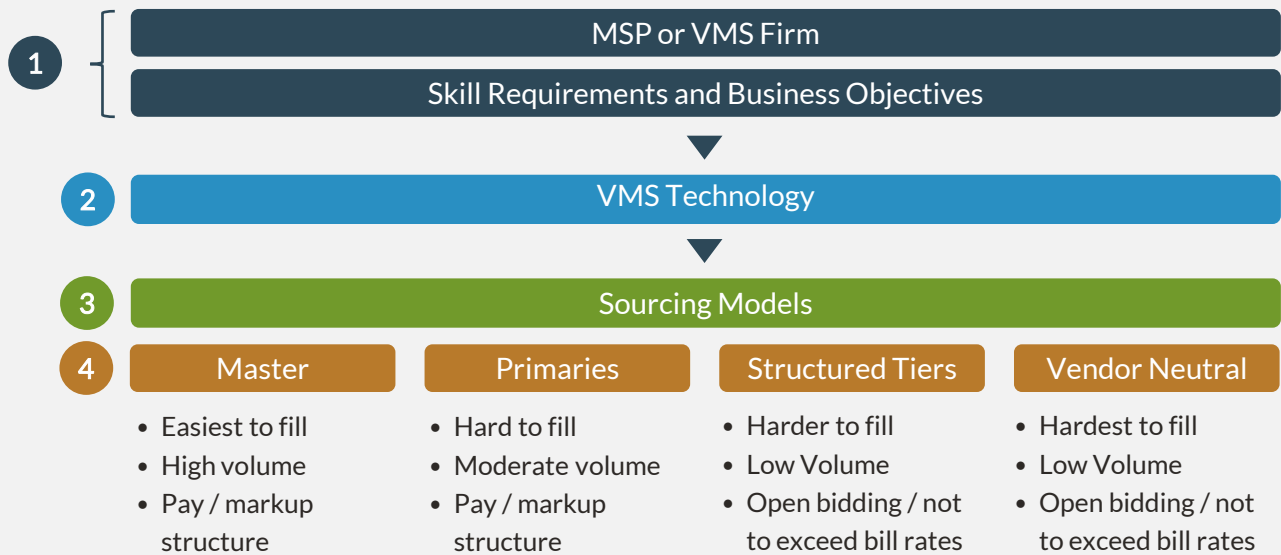 1
MSP or VMS Firm
Skill Requirements and Business Objectives
2
VMS Technology
3
Sourcing Models
4
Master
Primaries
Structured Tiers
Vendor Neutral
• Easiest to fill
• High volume
• Pay / markup
structure
• Hard to fill
• Moderate volume
• Pay / markup
structure
• Harder to fill
• Low Volume
• Open bidding / not
to exceed bill rates
• Hardest to fill
• Low Volume
• Open bidding / not
to exceed bill rates